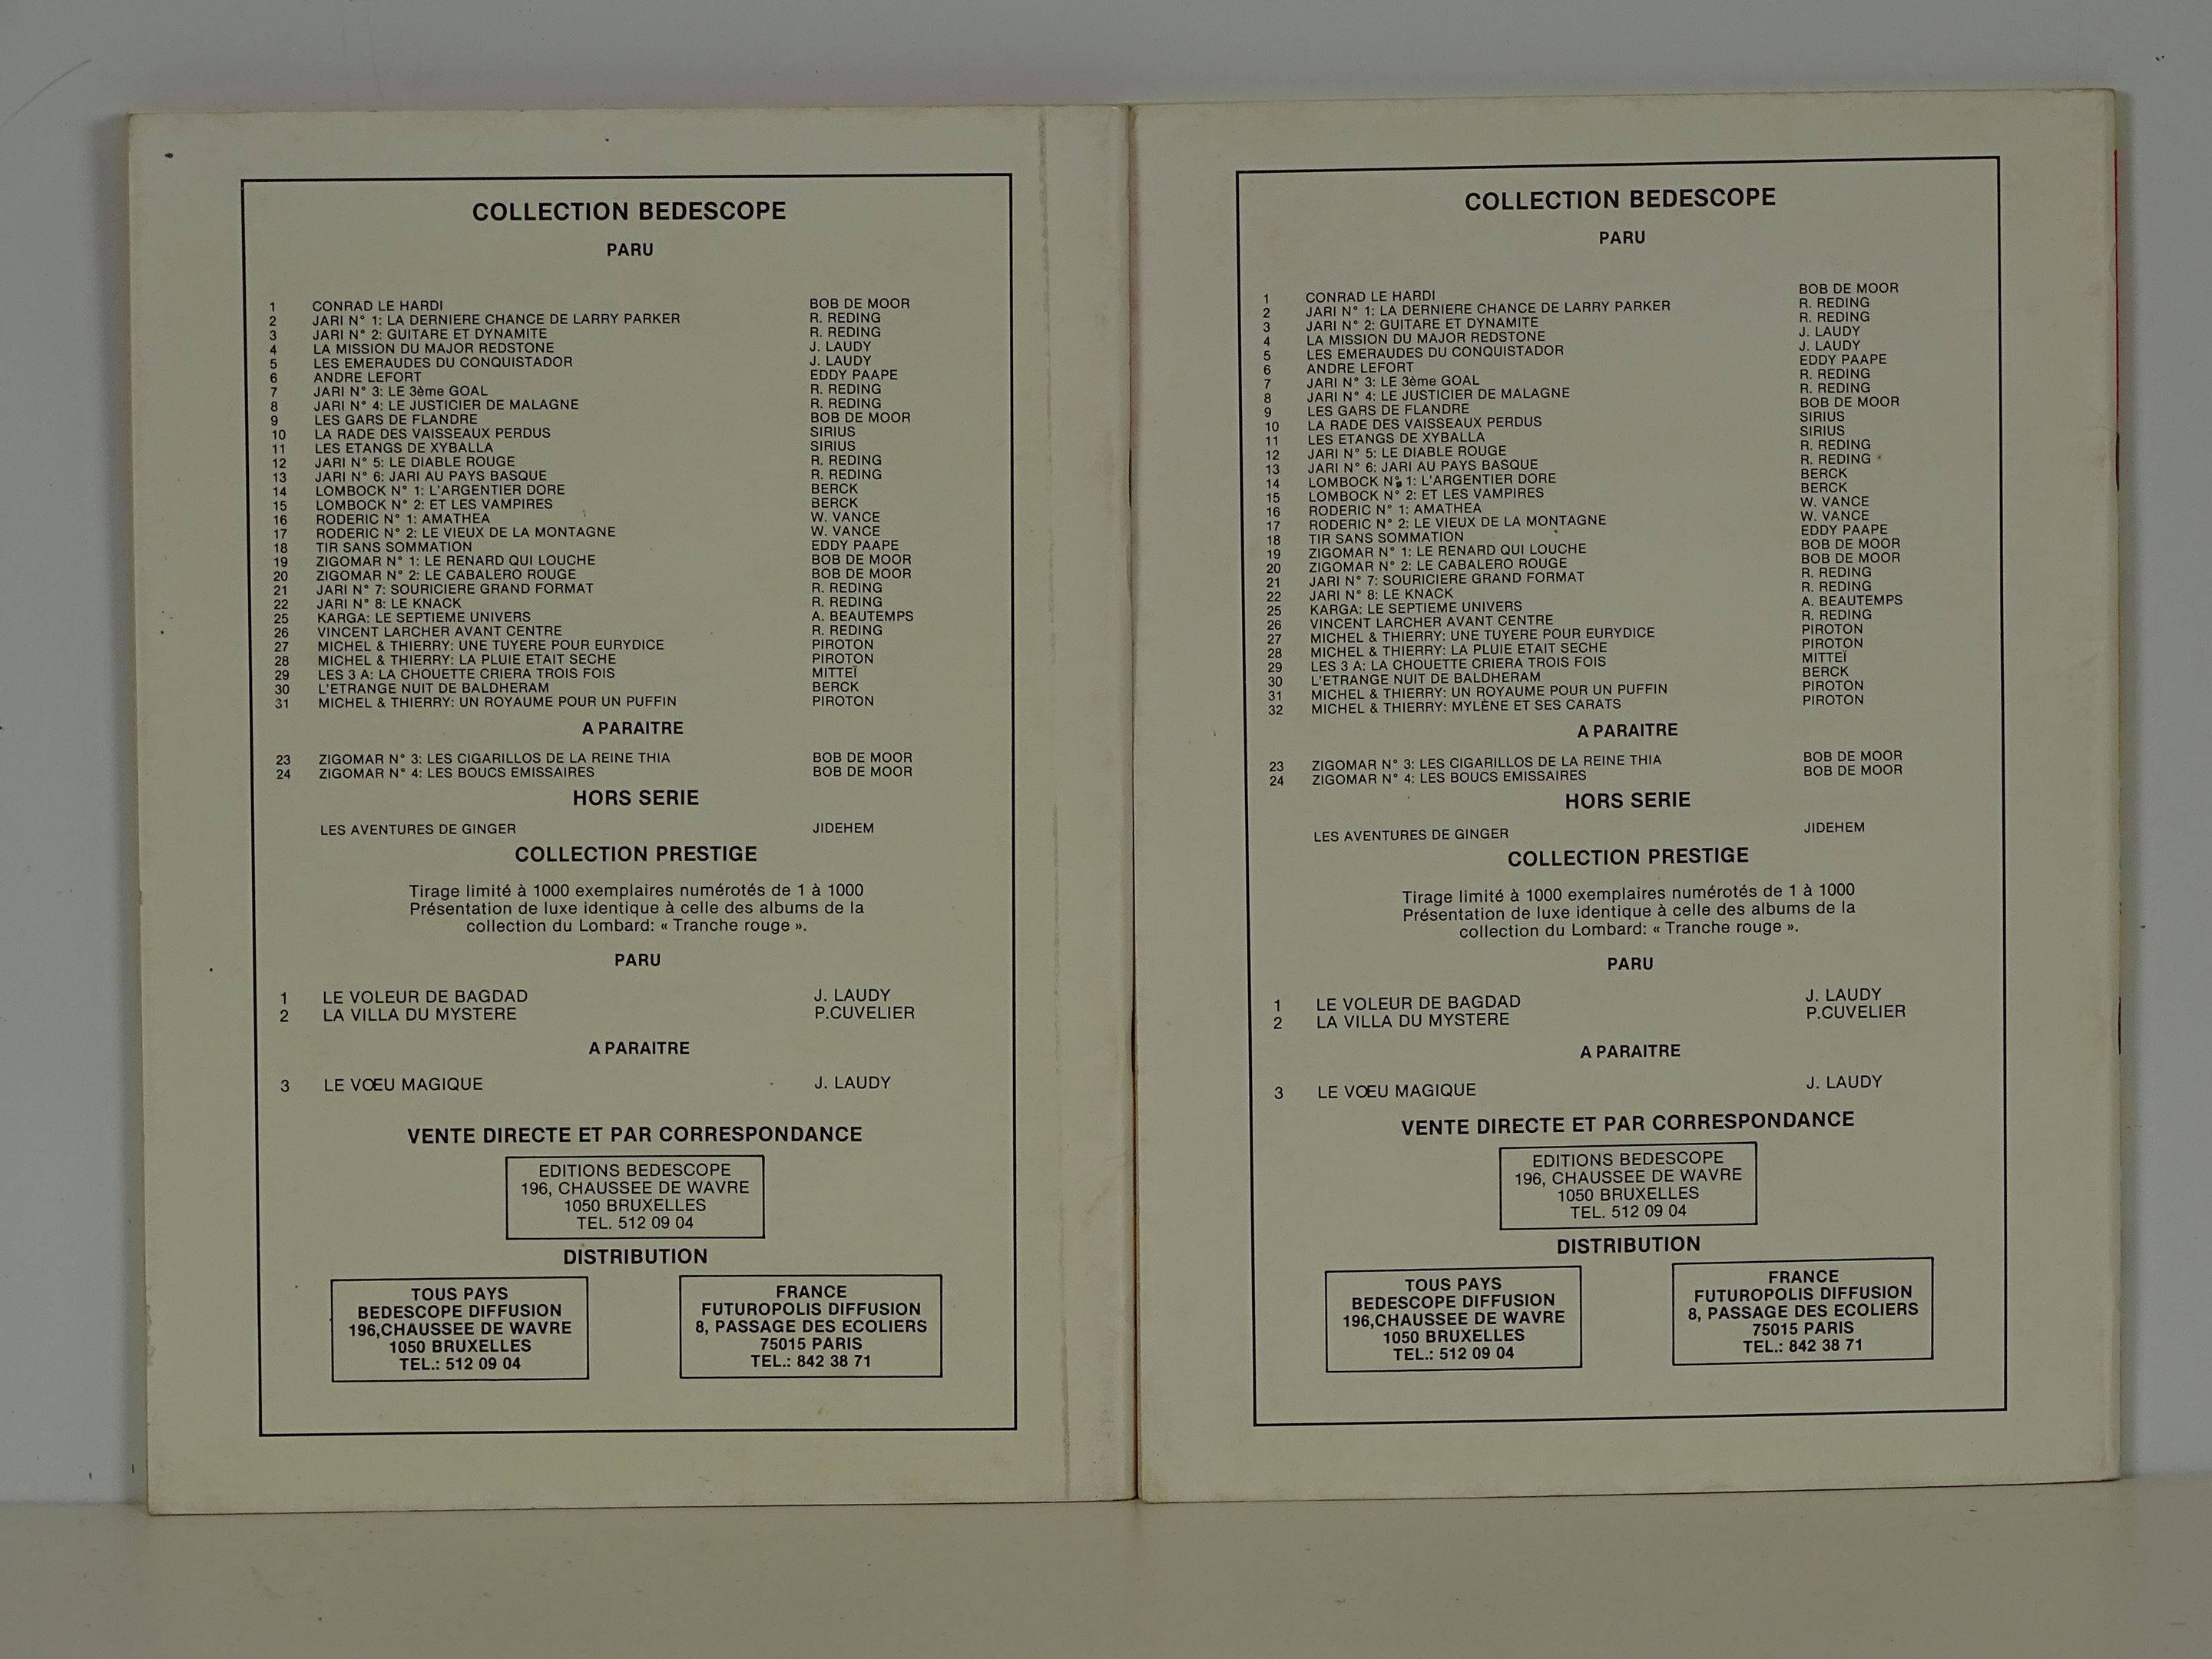 COLLECTION BEDESCOPE
PARU
1 CONRAD LE HARDI BOB DE MOOR
2 JARI N° 1: LA DERNIERE CHANCE DE LARRY PARKER R. REDING
3 JARI N° 2: GUITARE ET DYNAMITE R. REDING
4 LA MISSION DU MAJOR REDSTONE J. LAUDY
5 LES EMERAUDES DU CONQUISTADOR J. LAUDY
6 ANDRE LEFORT EDDY PAAPE
7 JARI N° 3: LE 3ème GOAL R. REDING
8 JARI N° 4: LE JUSTICIER DE MALAGNE R. REDING
9 LES GARS DE FLANDRE BOB DE MOOR
10 LA RADE DES VAISSEAUX PERDUS SIRIUS
11 LES ETANGS DE XYBALLA SIRIUS
12 JARI N° 5: LE DIABLE ROUGE R. REDING
13 JARI N° 6: JARI AU PAYS BASQUE R. REDING
14 LOMBOCK N° 1: L'ARGENTIER DORE BERCK
15 LOMBOCK N° 2: ET LES VAMPIRES BERCK
16 RODERIC N° 1: AMATHEA W. VANCE
17 RODERIC N° 2: LE VIEUX DE LA MONTAGNE W. VANCE
18 TIR SANS SOMMATION EDDY PAAPE
19 ZIGOMAR N° 1: LE RENARD QUI LOUCHE BOB DE MOOR
20 ZIGOMAR N° 2: LE CABALERO ROUGE BOB DE MOOR
21 JARI N° 7: SOURICIERE GRAND FORMAT R. REDING
22 JARI N° 8: LE KNACK R. REDING
25 KARGA: LE SEPTIEME UNIVERS A. BEAUTEMPS
26 VINCENT LARCHER AVANT CENTRE R. REDING
27 MICHEL & THIERRY: UNE TUYERE POUR EURYDICE PIROTON
28 MICHEL & THIERRY: LA PLUIE ETAIT SECHE PIROTON
29 LES 3 A: LA CHOUETTE CRIERA TROIS FOIS MITTEÏ
30 L'ETRANGE NUIT DE BALDHERAM BERCK
31 MICHEL & THIERRY: UN ROYAUME POUR UN PUFFIN PIROTON
A PARAITRE
23 ZIGOMAR N° 3: LES CIGARILLOS DE LA REINE THIA BOB DE MOOR
24 ZIGOMAR N° 4: LES BOUCS EMISSAIRES BOB DE MOOR
HORS SERIE
LES AVENTURES DE GINGER JIDEHEM
COLLECTION PRESTIGE
Tirage limité à 1000 exemplaires numérotés de 1 à 1000
Présentation de luxe identique à celle des albums de la
collection du Lombard: « Tranche rouge ».
PARU
1 LE VOLEUR DE BAGDAD J. LAUDY
2 LA VILLA DU MYSTERE P.CUVELIER
A PARAITRE
3 LE VŒU MAGIQUE J. LAUDY
VENTE DIRECTE ET PAR CORRESPONDANCE
EDITIONS BEDESCOPE
196, CHAUSSEE DE WAVRE
1050 BRUXELLES
TEL. 512 09 04
DISTRIBUTION
TOUS PAYS
BEDESCOPE DIFFUSION
196,CHAUSSEE DE WAVRE
1050 BRUXELLES
TEL.: 512 09 04
FRANCE
FUTUROPOLIS DIFFUSION
8, PASSAGE DES ECOLIERS
75015 PARIS
TEL.: 842 38 71
COLLECTION BEDESCOPE
PARU
1 CONRAD LE HARDI BOB DE MOOR
2 JARI N° 1: LA DERNIERE CHANCE DE LARRY PARKER R. REDING
3 JARI N° 2: GUITARE ET DYNAMITE R. REDING
4 LA MISSION DU MAJOR REDSTONE J. LAUDY
5 LES EMERAUDES DU CONQUISTADOR J. LAUDY
6 ANDRE LEFORT EDDY PAAPE
7 JARI N° 3: LE 3ème GOAL R. REDING
8 JARI N° 4: LE JUSTICIER DE MALAGNE R. REDING
9 LES GARS DE FLANDRE BOB DE MOOR
10 LA RADE DES VAISSEAUX PERDUS SIRIUS
11 LES ETANGS DE XYBALLA SIRIUS
12 JARI N° 5: LE DIABLE ROUGE R. REDING
13 JARI N° 6: JARI AU PAYS BASQUE R. REDING
14 LOMBOCK N° 1: L'ARGENTIER DORE BERCK
15 LOMBOCK N° 2: ET LES VAMPIRES BERCK
16 RODERIC N° 1: AMATHEA W. VANCE
17 RODERIC N° 2: LE VIEUX DE LA MONTAGNE W. VANCE
18 TIR SANS SOMMATION EDDY PAAPE
19 ZIGOMAR N° 1: LE RENARD QUI LOUCHE BOB DE MOOR
20 ZIGOMAR N° 2: LE CABALERO ROUGE BOB DE MOOR
21 JARI N° 7: SOURICIERE GRAND FORMAT R. REDING
22 JARI N° 8: LE KNACK R. REDING
25 KARGA: LE SEPTIEME UNIVERS A. BEAUTEMPS
26 VINCENT LARCHER AVANT CENTRE R. REDING
27 MICHEL & THIERRY: UNE TUYERE POUR EURYDICE PIROTON
28 MICHEL & THIERRY: LA PLUIE ETAIT SECHE PIROTON
29 LES 3 A: LA CHOUETTE CRIERA TROIS FOIS MITTEÏ
30 L'ETRANGE NUIT DE BALDHERAM BERCK
31 MICHEL & THIERRY: UN ROYAUME POUR UN PUFFIN PIROTON
32 MICHEL & THIERRY: MYLÈNE ET SES CARATS PIROTON
A PARAITRE
23 ZIGOMAR N° 3: LES CIGARILLOS DE LA REINE THIA BOB DE MOOR
24 ZIGOMAR N° 4: LES BOUCS EMISSAIRES BOB DE MOOR
HORS SERIE
LES AVENTURES DE GINGER JIDEHEM
COLLECTION PRESTIGE
Tirage limité à 1000 exemplaires numérotés de 1 à 1000
Présentation de luxe identique à celle des albums de la
collection du Lombard: « Tranche rouge ».
PARU
1 LE VOLEUR DE BAGDAD J. LAUDY
2 LA VILLA DU MYSTERE P.CUVELIER
A PARAITRE
3 LE VŒU MAGIQUE J. LAUDY
VENTE DIRECTE ET PAR CORRESPONDANCE
EDITIONS BEDESCOPE
196, CHAUSSEE DE WAVRE
1050 BRUXELLES
TEL. 512 09 04
DISTRIBUTION
TOUS PAYS
BEDESCOPE DIFFUSION
196,CHAUSSEE DE WAVRE
1050 BRUXELLES
TEL.: 512 09 04
FRANCE
FUTUROPOLIS DIFFUSION
8, PASSAGE DES ECOLIERS
75015 PARIS
TEL.: 842 38 71